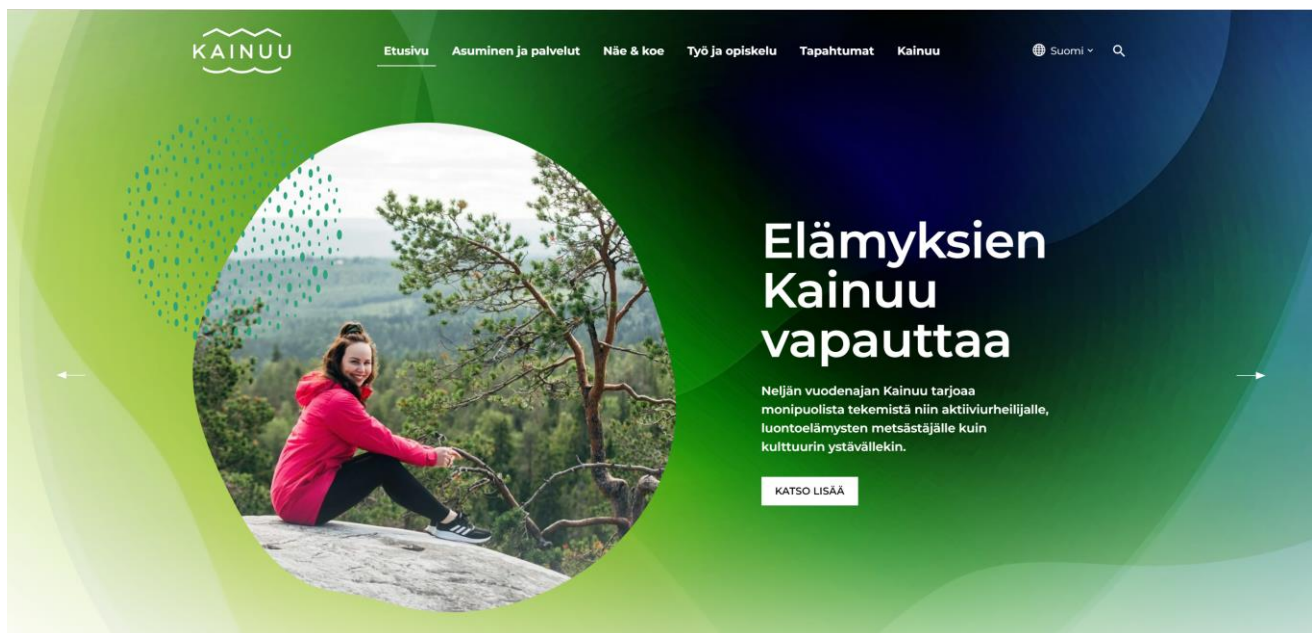 KAINUU
Etusivu Asuminen ja palvelut Näe & koe Työ ja opiskelu Tapahtumat Kainuu Suomi
Elämyksien
Kainuu
vapauttaa
Neljän vuodenajan Kainuu tarjoaa
monipuolista tekemistä niin aktiiviurheilijalle,
luontoelämysten metsästäjälle kuin
kulttuurin ystävällekin.
KATSO LISÄÄ